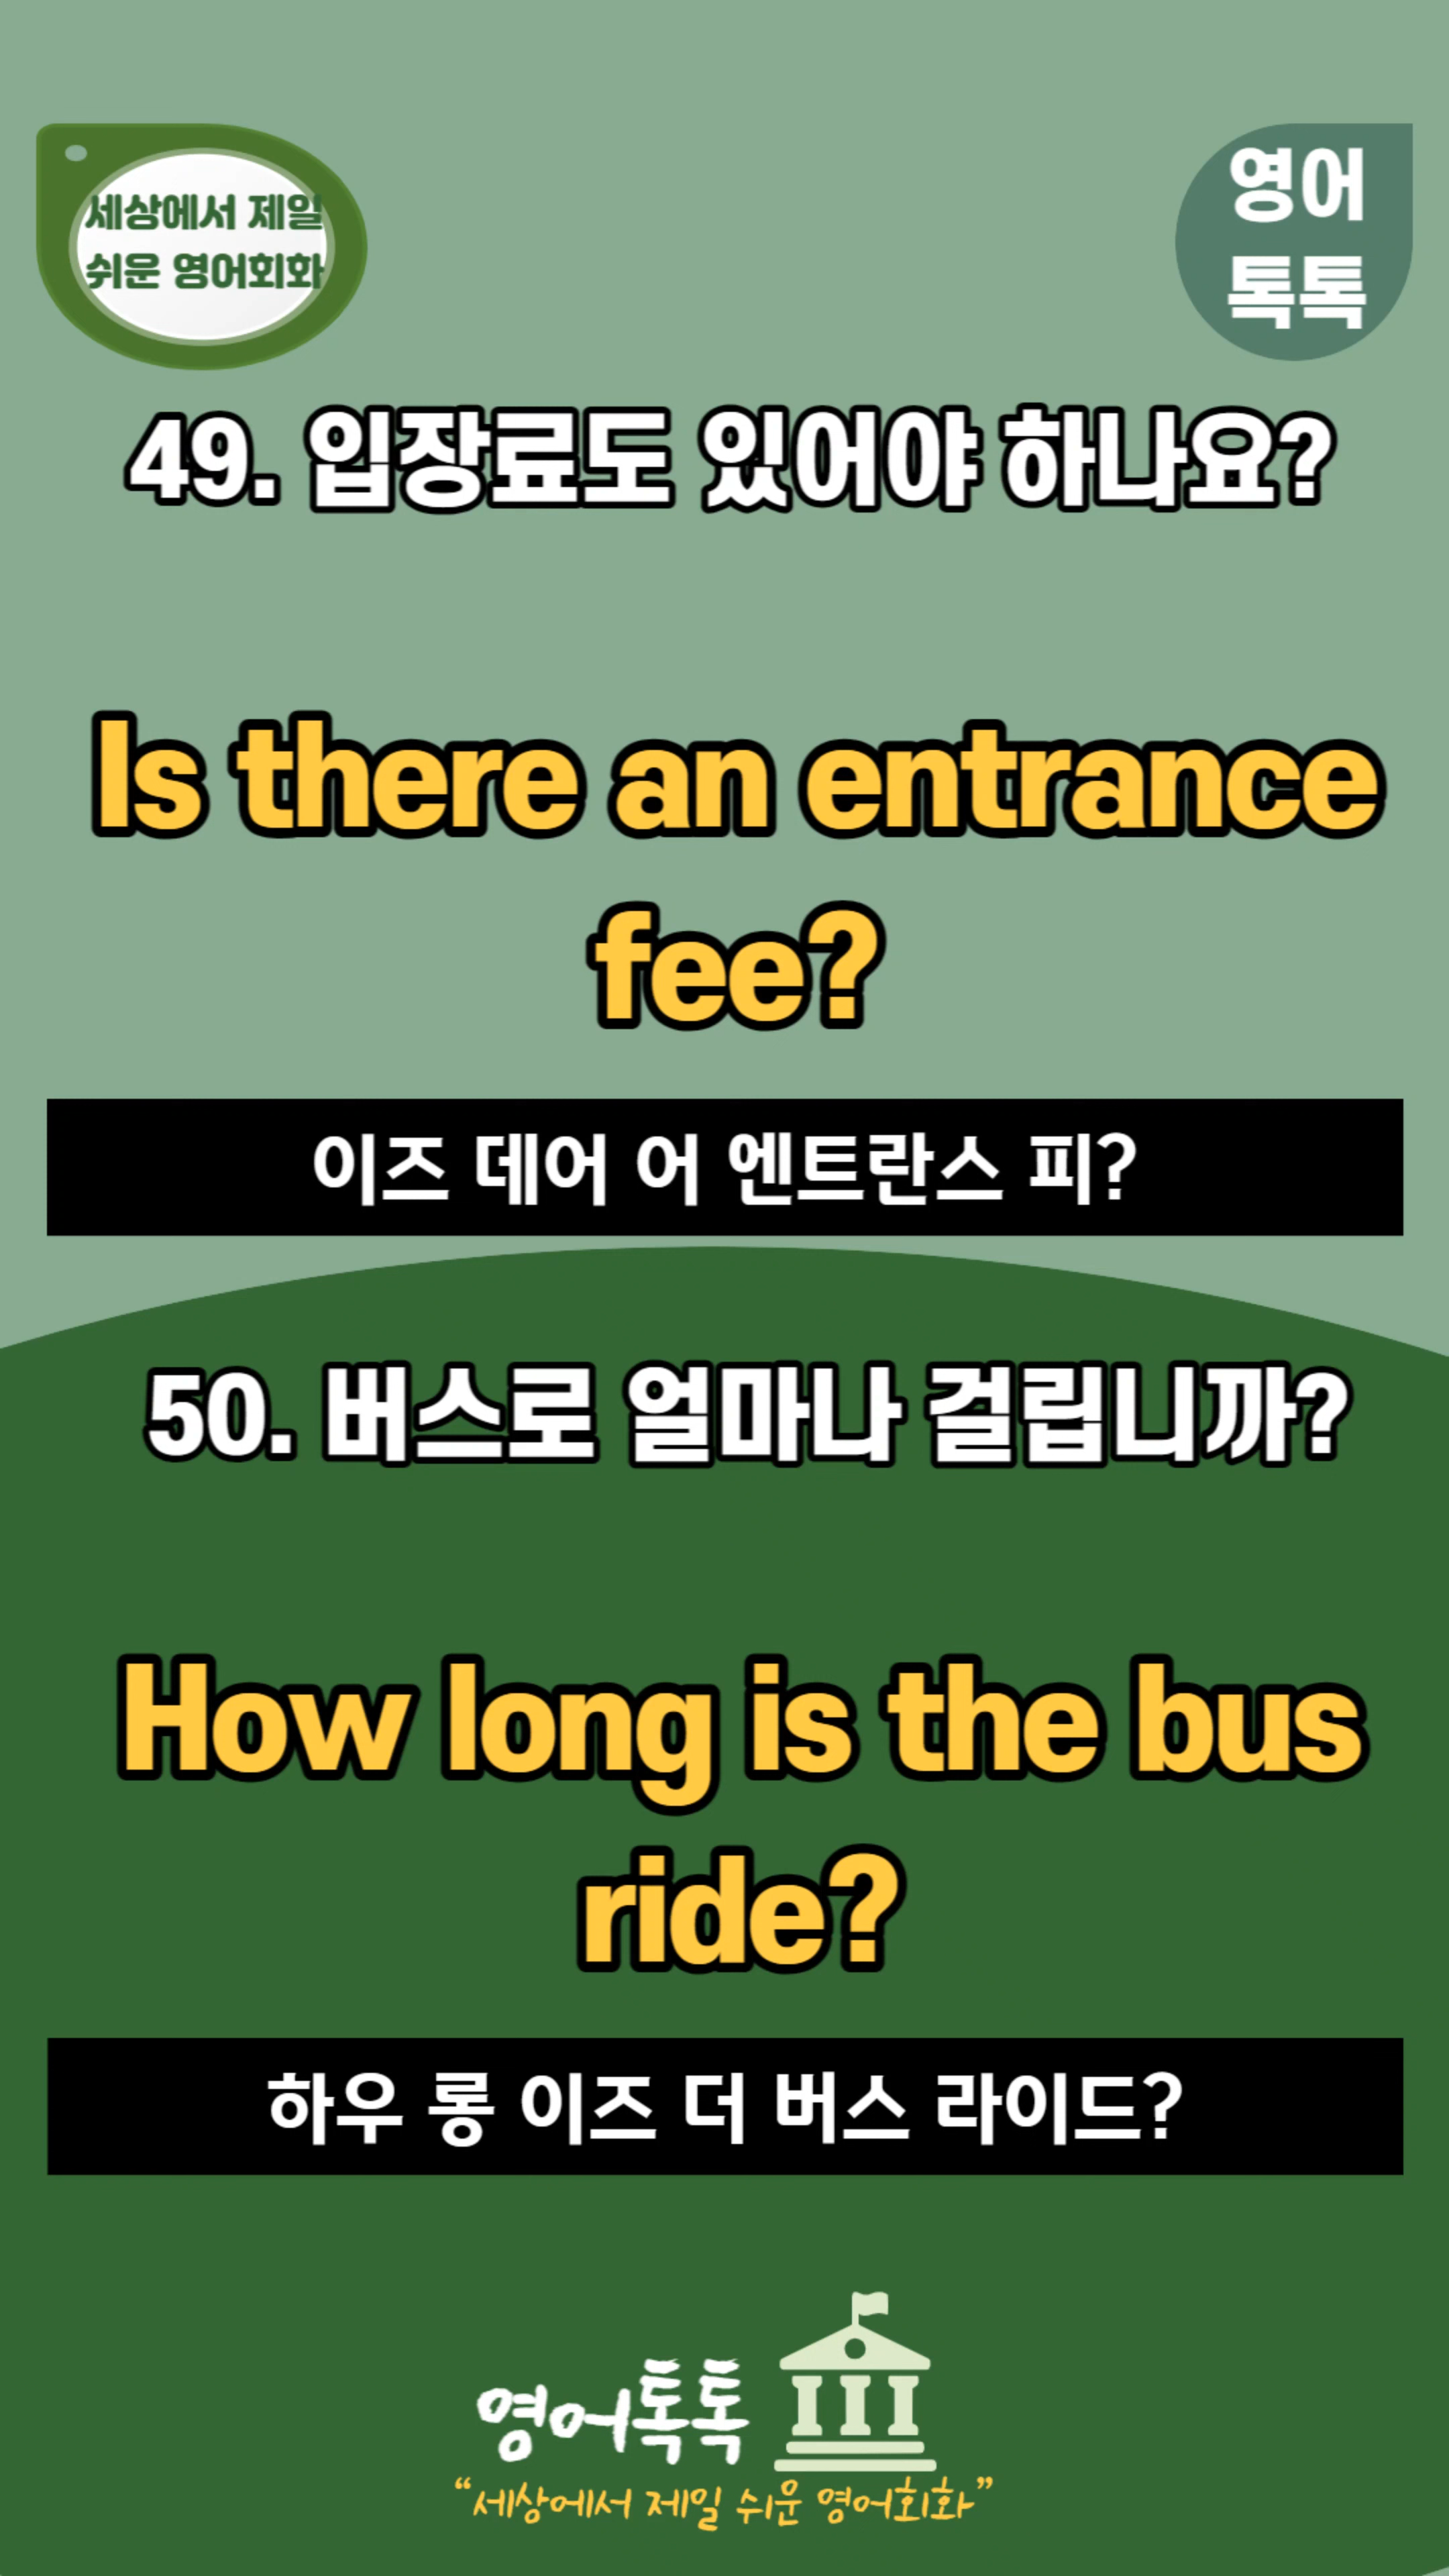 세상에서 제일
쉬운 영어회화
영어
톡톡
49. 입장료도 있어야 하나요?
Is there an entrance
fee?
이즈 데어 어 엔트란스 피?
50. 버스로 얼마나 걸립니까?
How long is the bus
ride?
하우 롱 이즈 더 버스 라이드?
영어톡톡
“세상에서 제일 쉬운 영어회화”